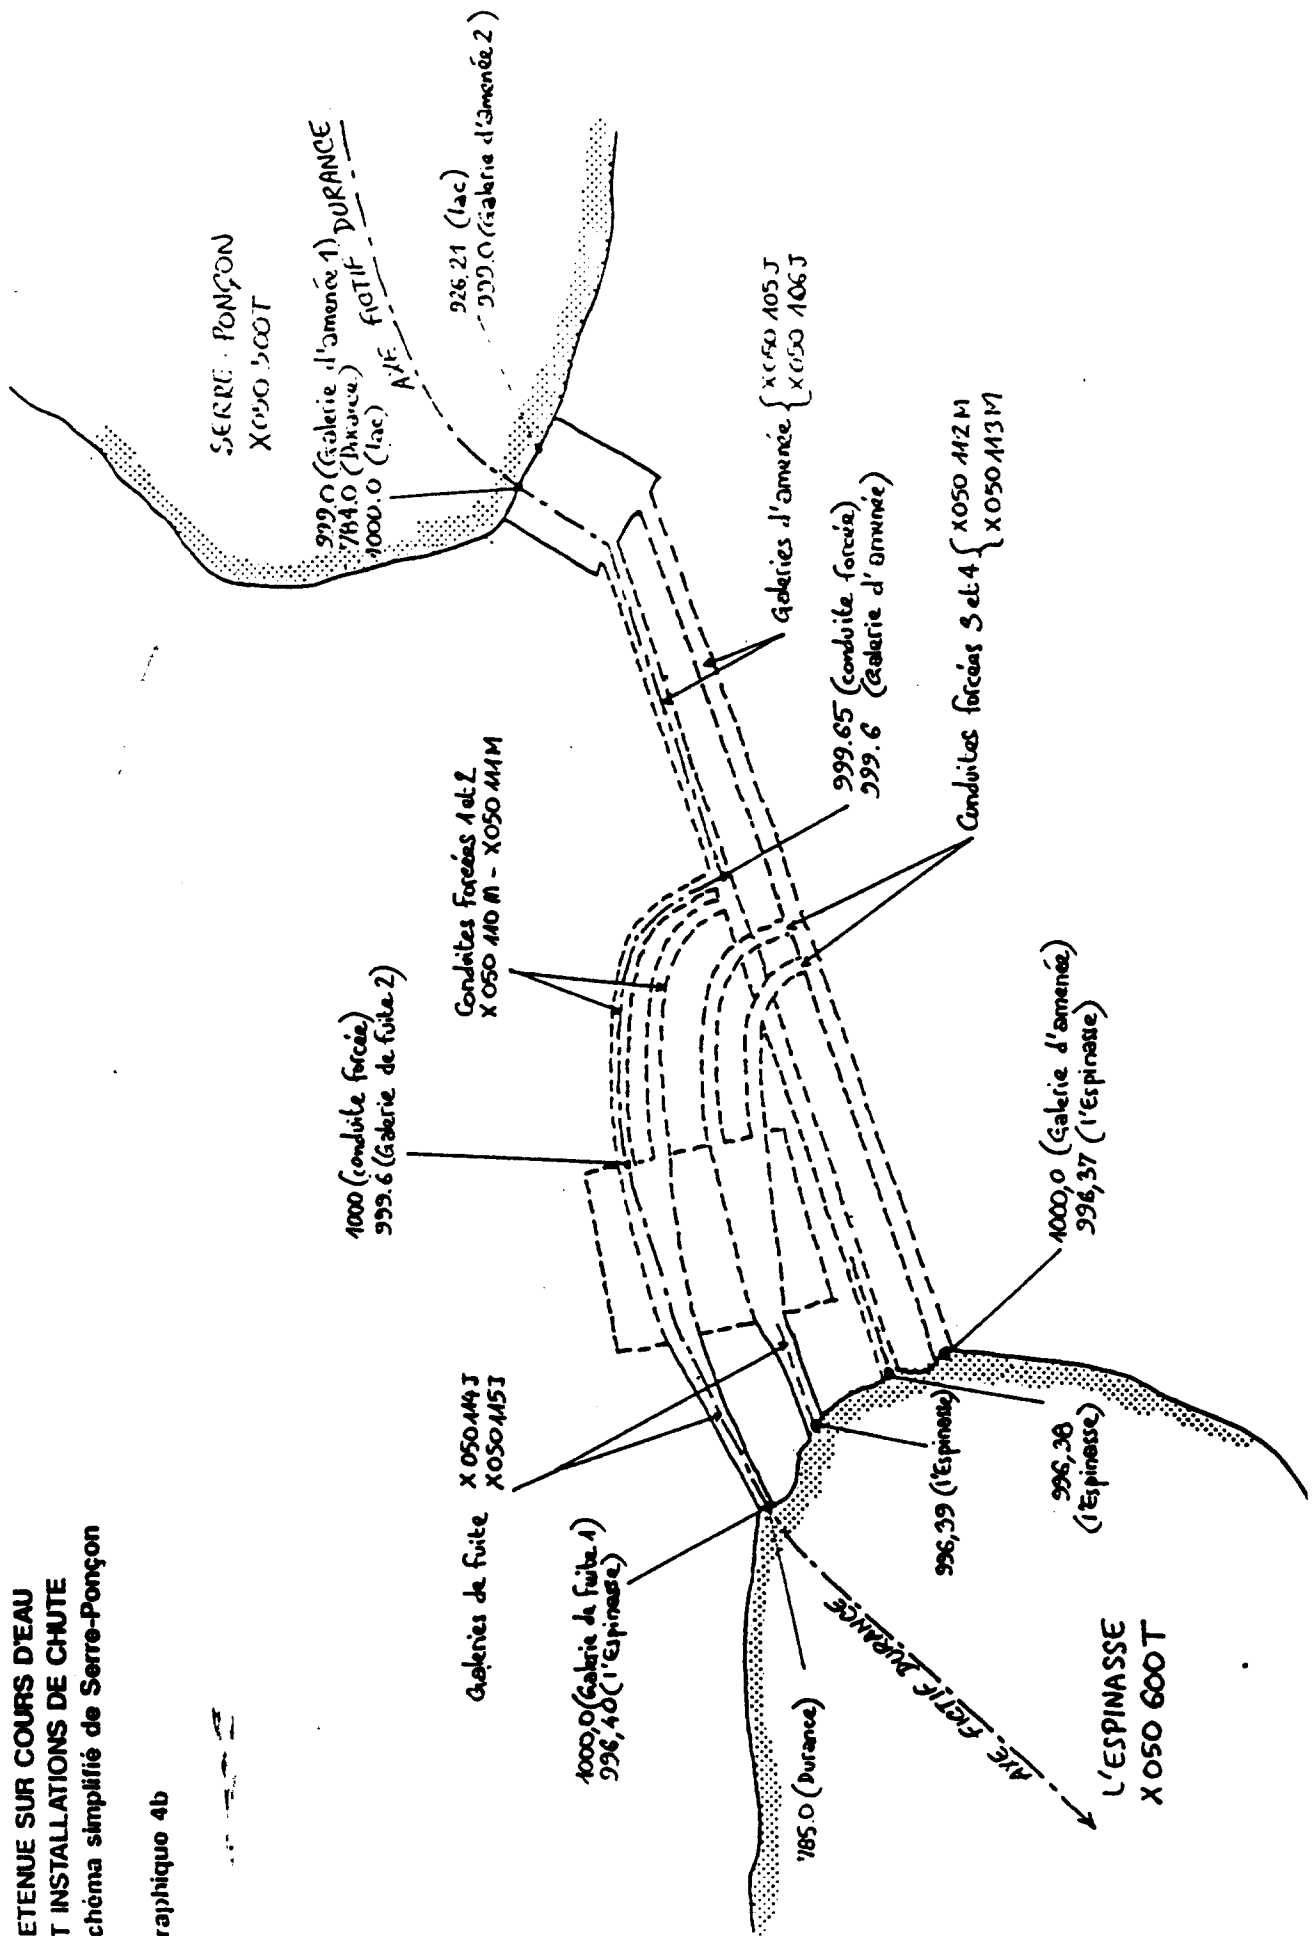 ETENUE SUR COURS D'EAU
T INSTALLATIONS DE CHUTE
chéma simplifié de Serre-Ponçon
raphique 4b
SERRE-PONÇON
X050 500T
999.0 (Galerie d'amenée 1)
784.0 (Durance)
1000.0 (lac)
AXE FICTIF DURANCE
926.21 (lac)
999.0 (Galerie d'amenée 2)
Galeries d'amenée { X050 105 J
X050 106 J
999.65 (conduite forcée)
999.6 (Galerie d'amenée)
Conduites forcées 3 et 4 { X050 112 M
X050 113 M
Conduites Forcées 1 et 2
X050 110 M - X050 111M
1000 (conduite forcée)
999.6 (Galerie de fuite 2)
1000,0 (Galerie d'amenée)
996,37 (l'Espinasse)
Galeries de fuite X050114J
X050115J
996,38
(l'Espinasse)
996,39 (l'Espinasse)
1000,0 (Galerie de fuite 1)
996,40 (l'Espinasse)
785.0 (Durance)
AXE FICTIF DURANCE
L'ESPINASSE
X050 600T